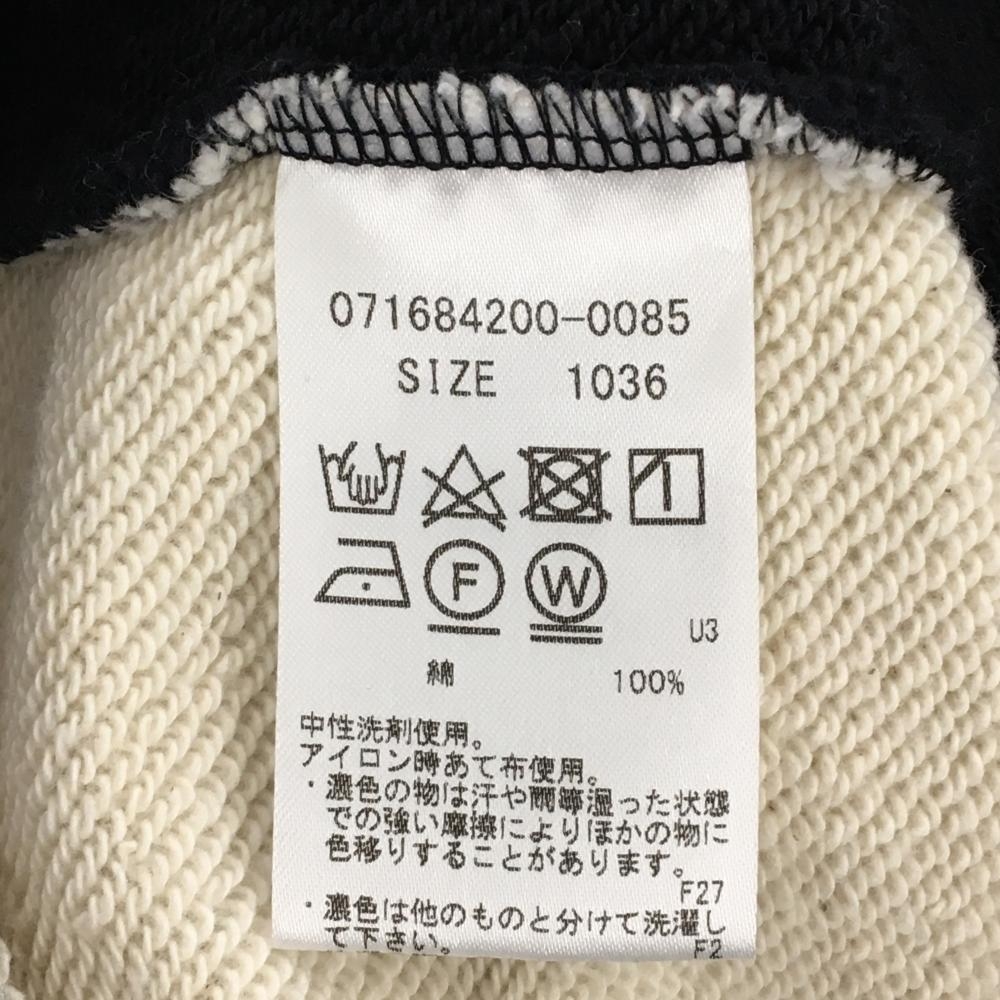 071684200-0085
SIZE 1036
F W
U3
綿 100%
中性洗剤使用。
アイロン時あて布使用。
・濃色の物は汗や雨等湿った状態
での強い摩擦によりほかの物に
色移りすることがあります。
F27
・濃色は他のものと分けて洗濯し
て下さい。
F2